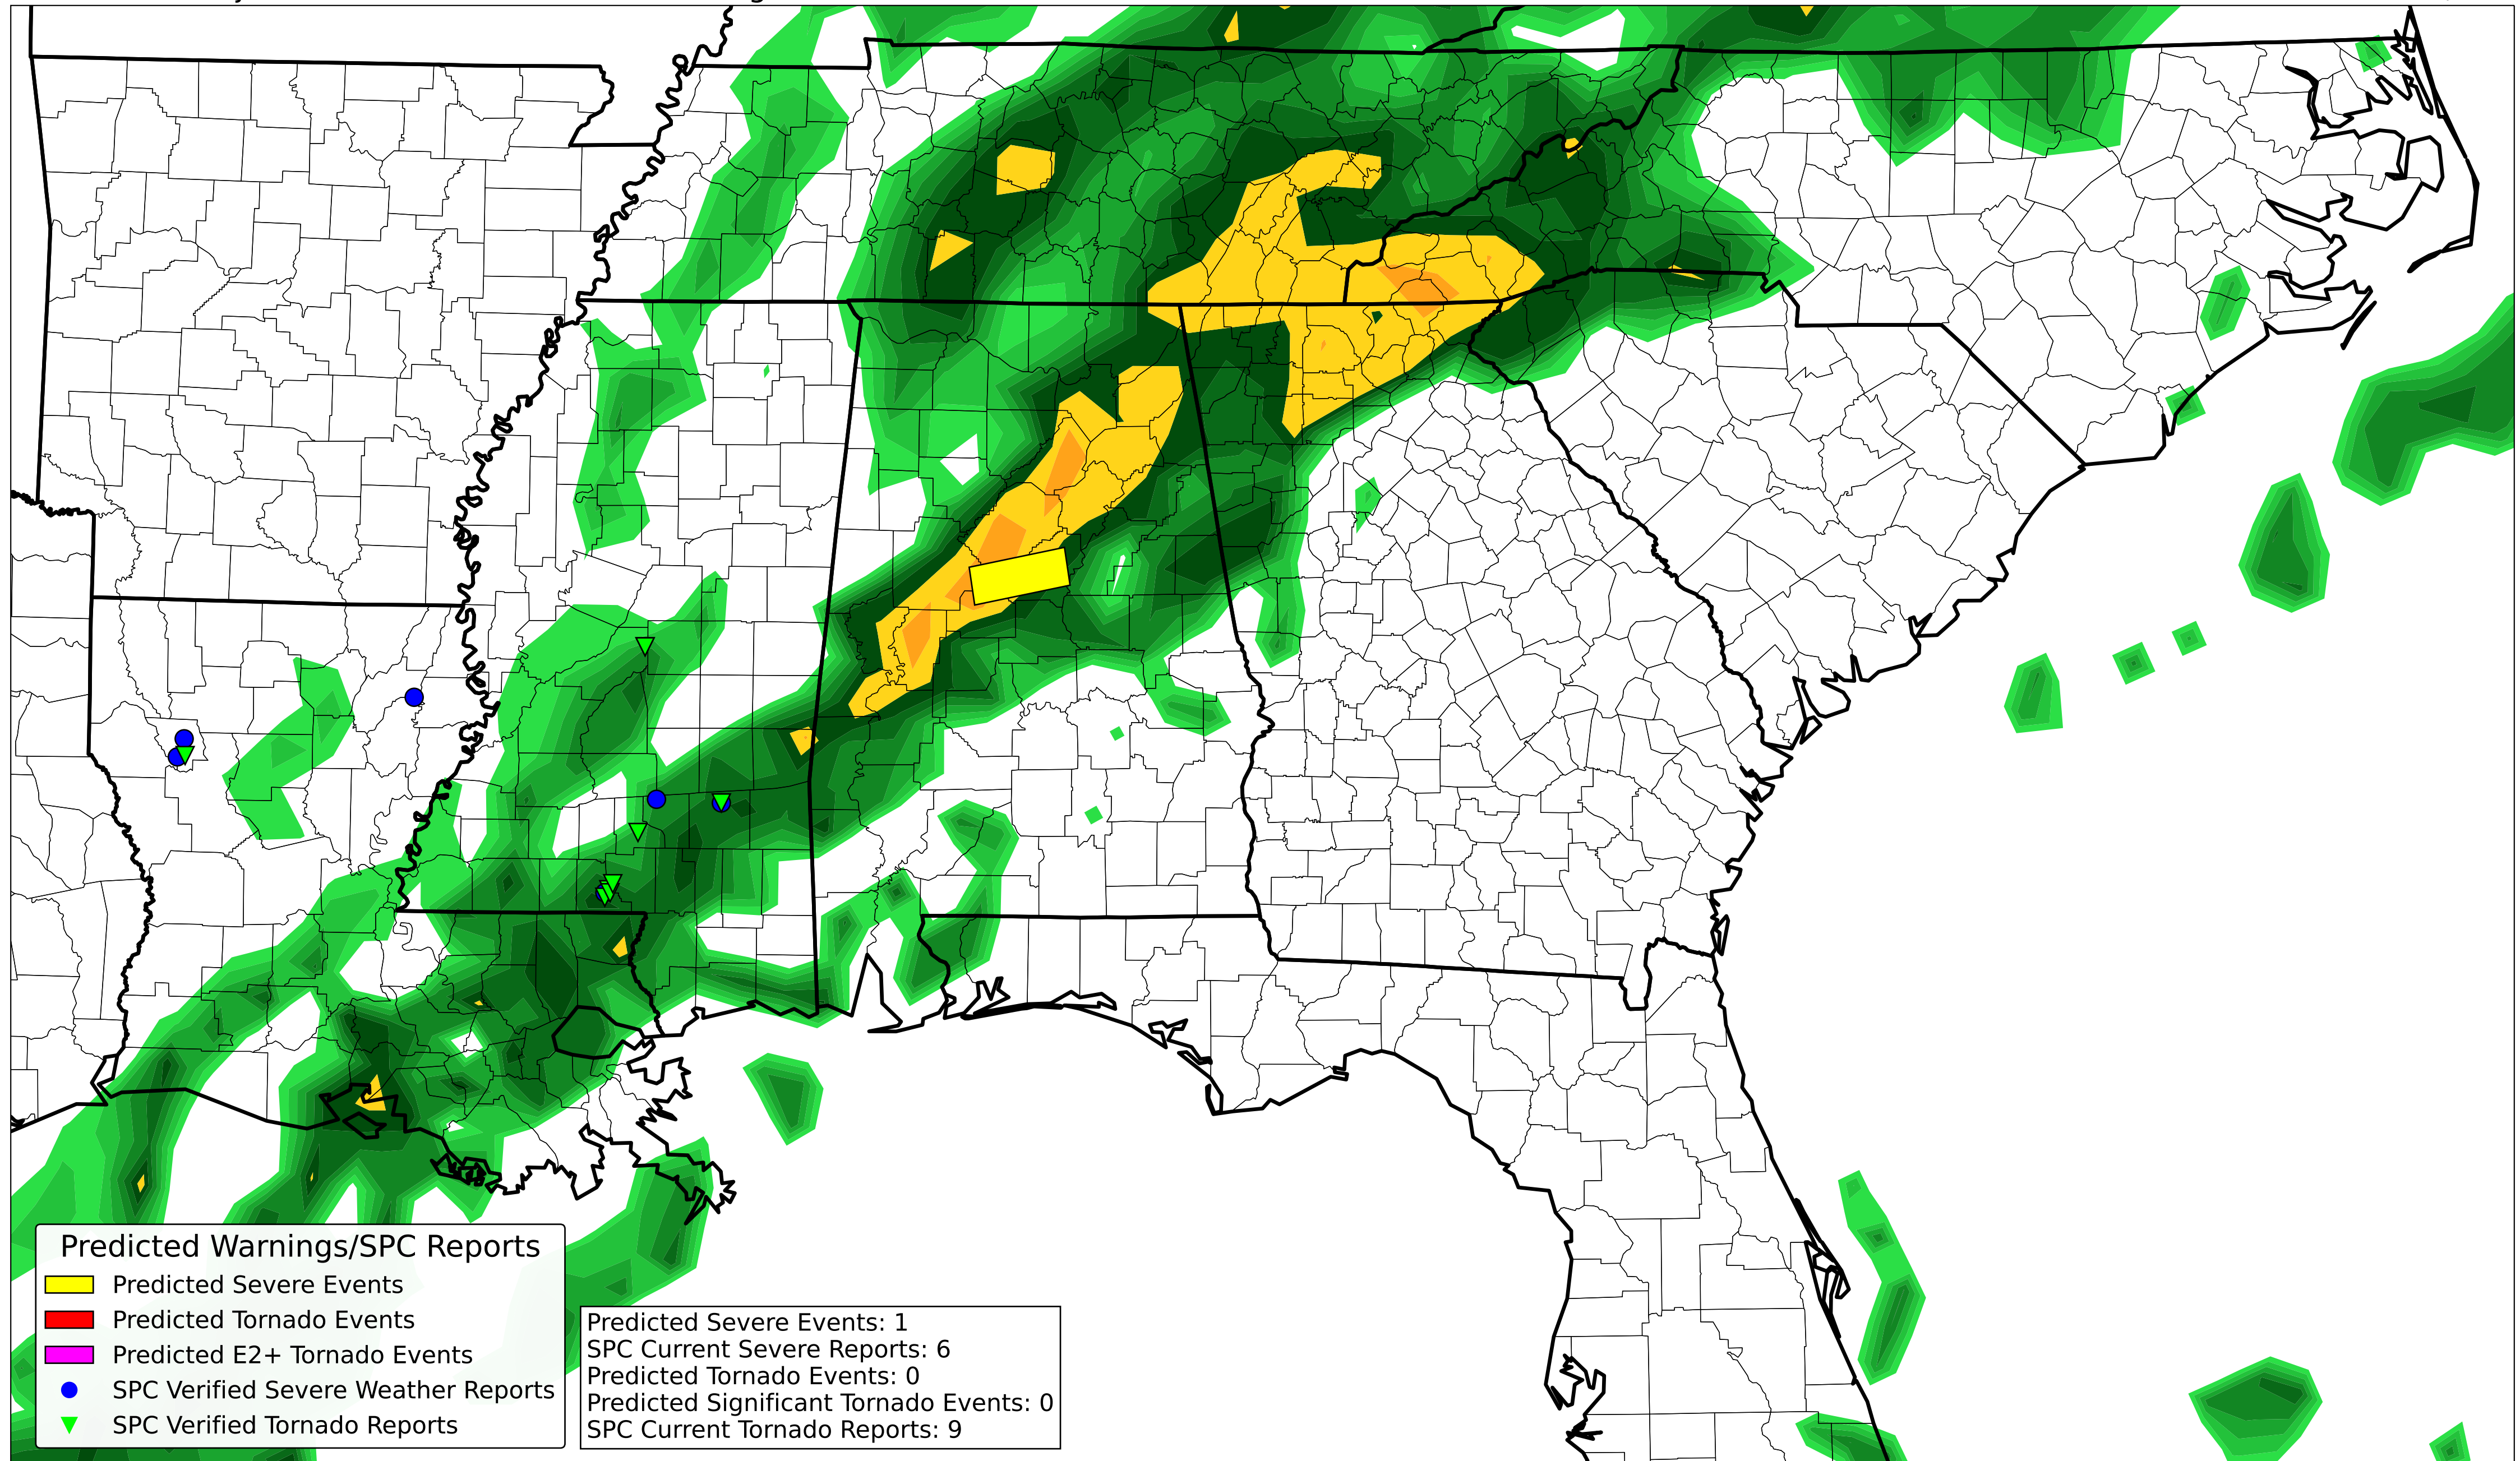 Predicted Warnings/SPC Reports
Predicted Severe Events
Predicted Tornado Events
Predicted E2+ Tornado Events
SPC Verified Severe Weather Reports
SPC Verified Tornado Reports
Predicted Severe Events: 1
SPC Current Severe Reports: 6
Predicted Tornado Events: 0
Predicted Significant Tornado Events: 0
SPC Current Tornado Reports: 9